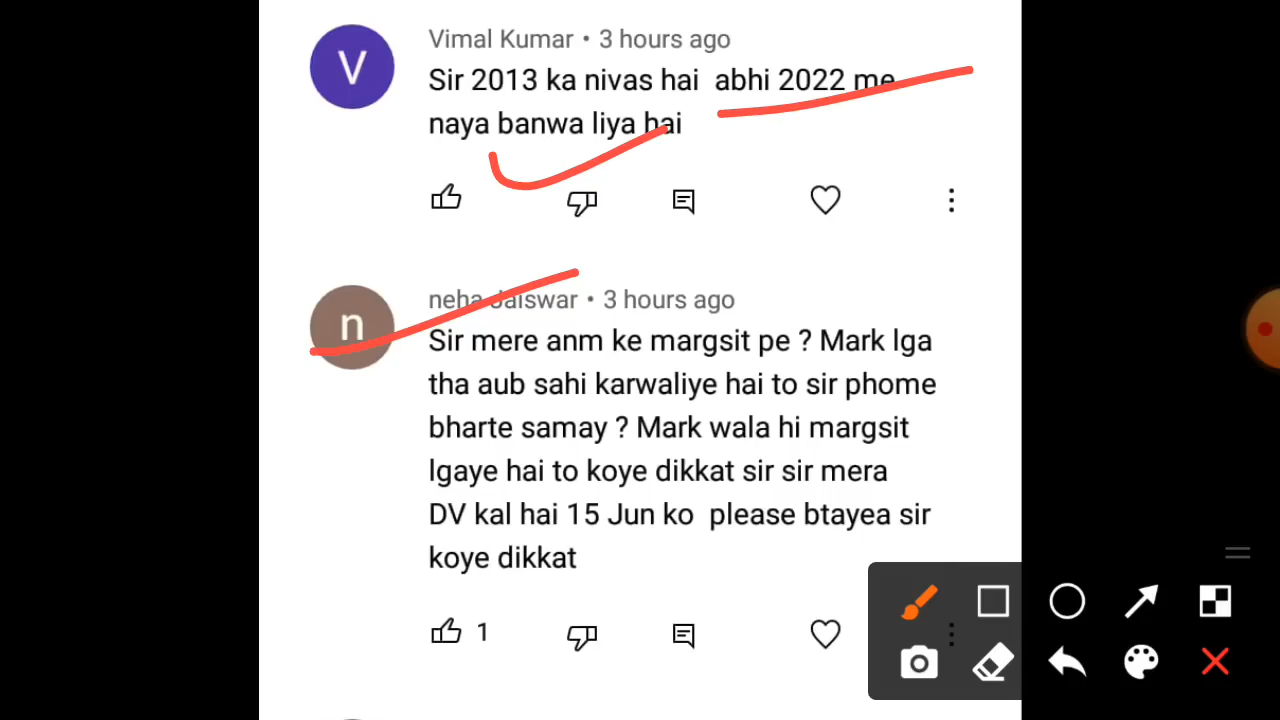 V
Vimal Kumar • 3 hours ago
Sir 2013 ka nivas hai abhi 2022 me
naya banwa liya hai
n
neha Jaiswar • 3 hours ago
Sir mere anm ke margsit pe ? Mark lga
tha aub sahi karwaliye hai to sir phome
bharte samay ? Mark wala hi margsit
lgaye hai to koye dikkat sir sir mera
DV kal hai 15 Jun ko please btayea sir
koye dikkat
1